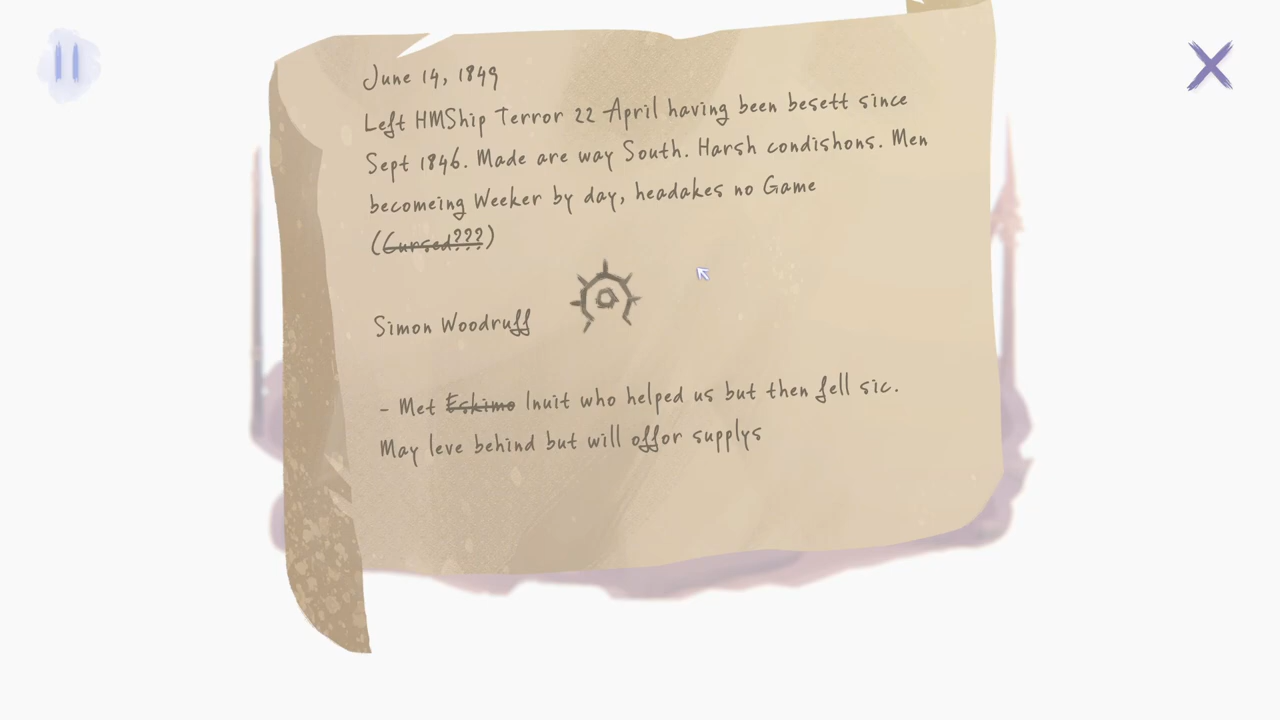 June 14, 1849
Left HMShip Terror 22 April having been besett since
Sept 1846. Made are way South. Harsh condishons. Men
becomeing Weeker by day, headakes no Game
(Cursed???)
Simon Woodruff
- Met Eskimo Inuit who helped us but then fell sic.
May leve behind but will offor supplys